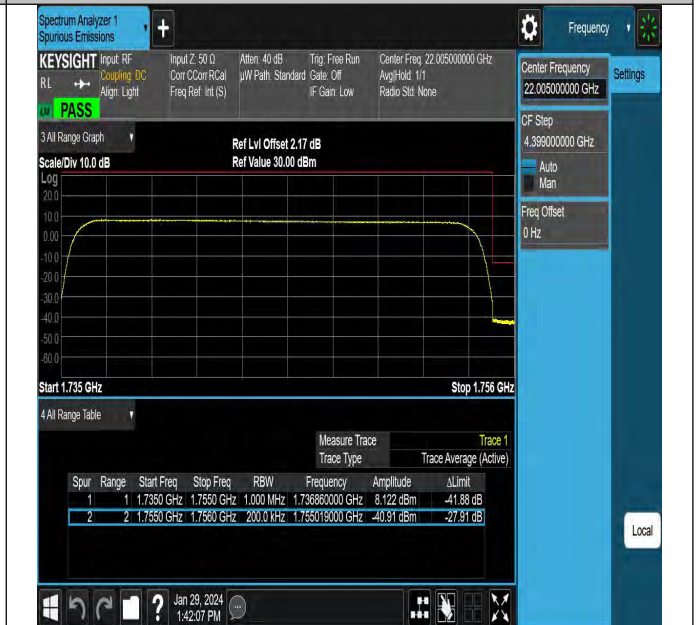 Spectrum Analyzer 1
Spurious Emissions
+
Frequency
KEYSIGHT
RL
Input: RF
Coupling: DC
Align: Light
Input Z: 50 Ω
Corr CCorr RCal
Freq Ref: Int (S)
Atten: 40 dB
µW Path: Standard
Trig: Free Run
Gate: Off
IF Gain: Low
Center Freq: 22.005000000 GHz
Avg|Hold: 1/1
Radio Std: None
PASS
Center Frequency
22.005000000 GHz
Settings
CF Step
4.399000000 GHz
Auto
Man
Freq Offset
0 Hz
3 All Range Graph
Scale/Div 10.0 dB
Ref Lvl Offset 2.17 dB
Ref Value 30.00 dBm
Log
20.0
10.0
0.00
-10.0
-20.0
-30.0
-40.0
-50.0
-60.0
Start 1.735 GHz Stop 1.756 GHz
4 All Range Table
Measure Trace Trace 1
Trace Type Trace Average (Active)
Spur Range Start Freq Stop Freq RBW Frequency Amplitude ΔLimit
1 1 1.7350 GHz 1.7550 GHz 1.000 MHz 1.736860000 GHz 8.122 dBm -41.88 dB
2 2 1.7550 GHz 1.7560 GHz 200.0 kHz 1.755019000 GHz -40.91 dBm -27.91 dB
Local
?
Jan 29, 2024
1:42:07 PM